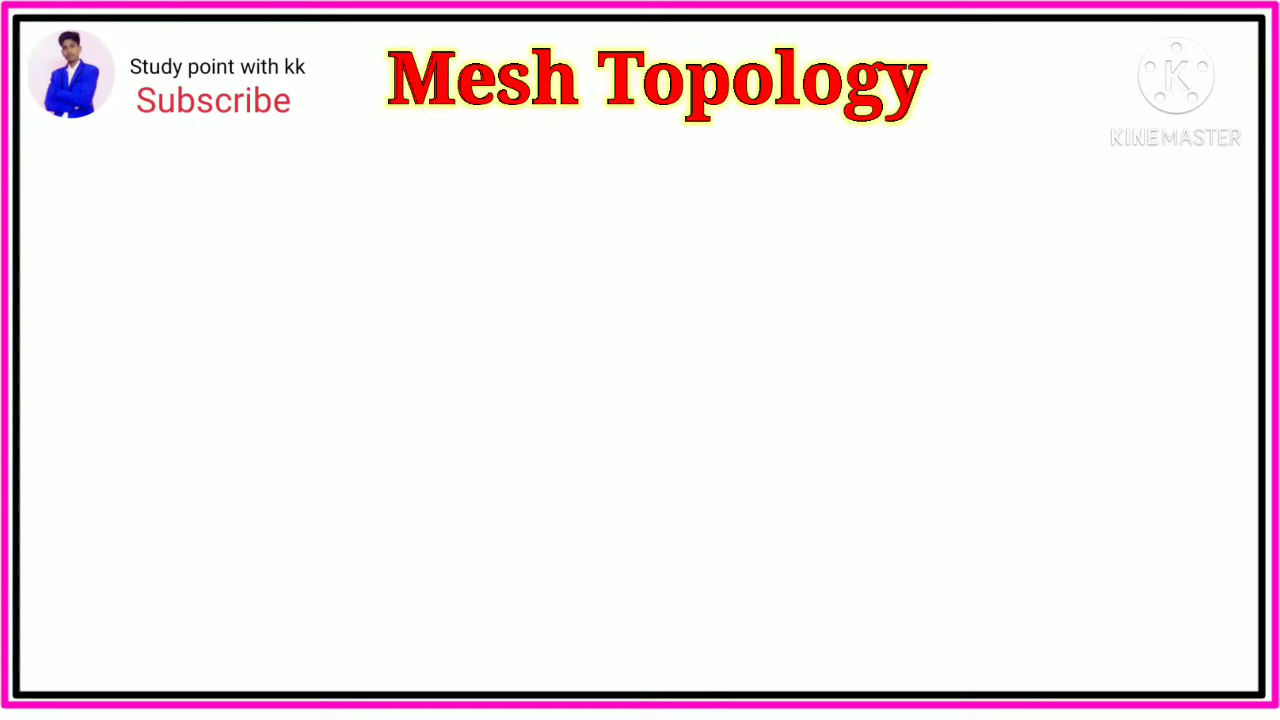 Study point with kk
Subscribe
Mesh Topology
K
KINEMASTER